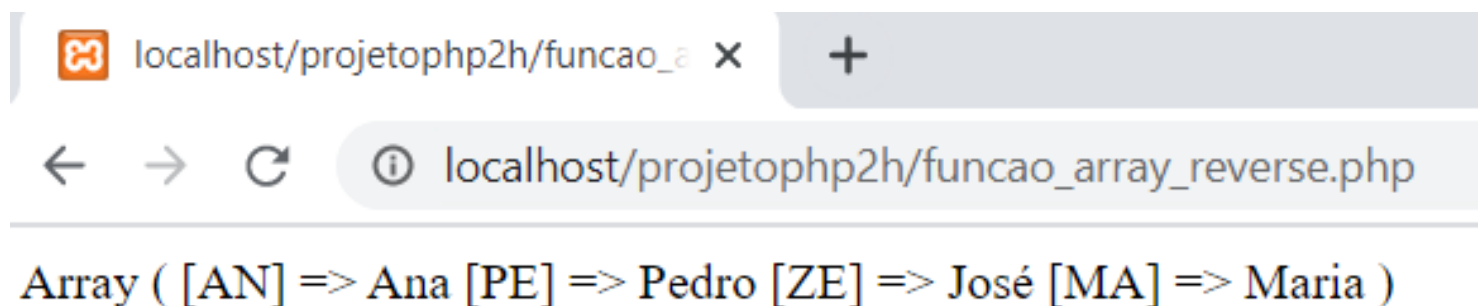 localhost/projetophp2h/funcao_a
localhost/projetophp2h/funcao_array_reverse.php
Array ( [AN] => Ana [PE] => Pedro [ZE] => José [MA] => Maria )